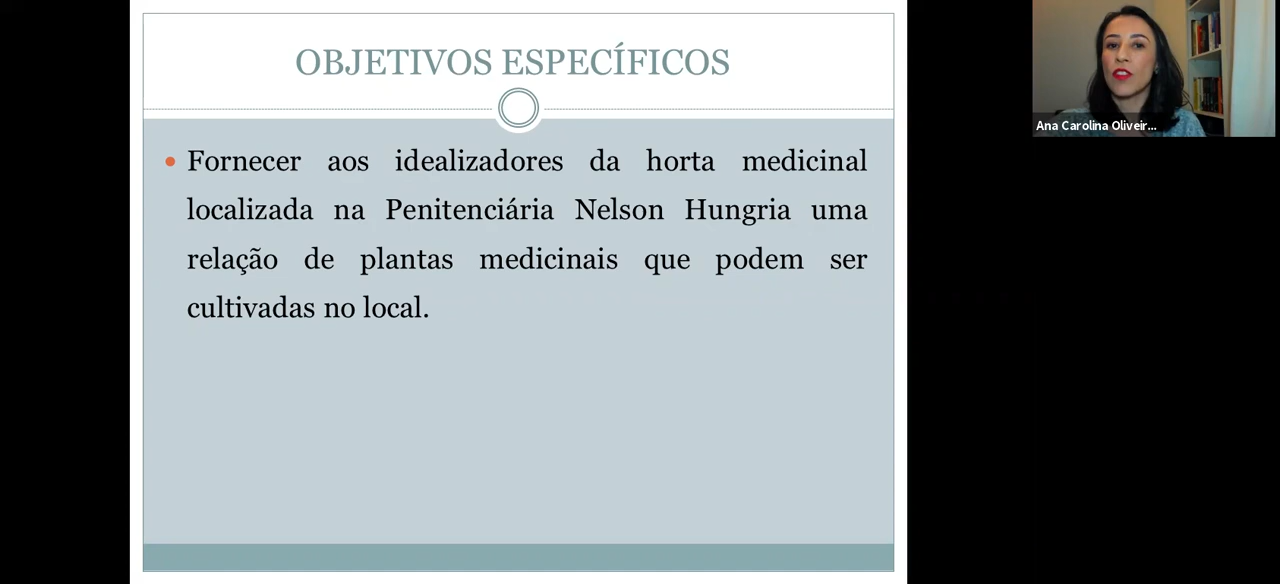 OBJETIVOS ESPECÍFICOS
Fornecer aos idealizadores da horta medicinal
localizada na Penitenciária Nelson Hungria uma
relação de plantas medicinais que podem ser
cultivadas no local.
Ana Carolina Oliveir...